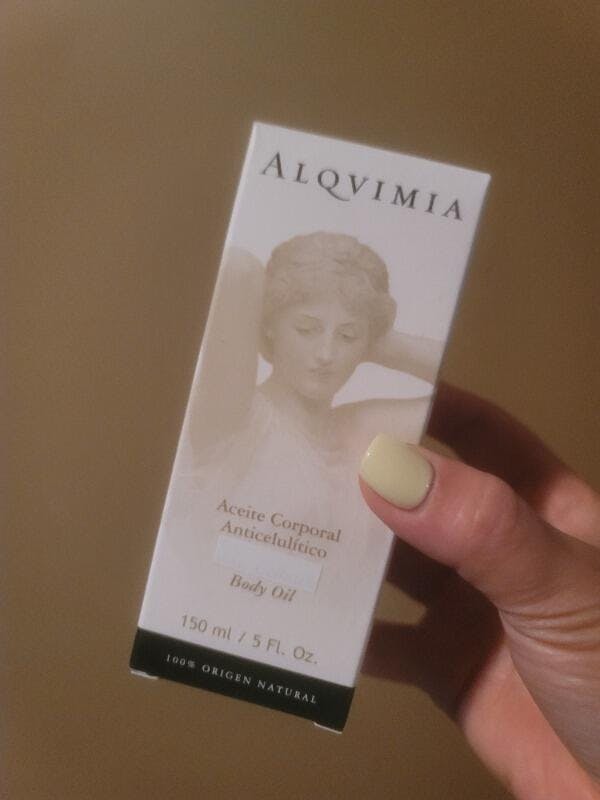 ALQVIMIA
Aceite Corporal
Anticelulítico
Body Oil
150 ml / 5 Fl. Oz.
100% ORIGEN NATURAL